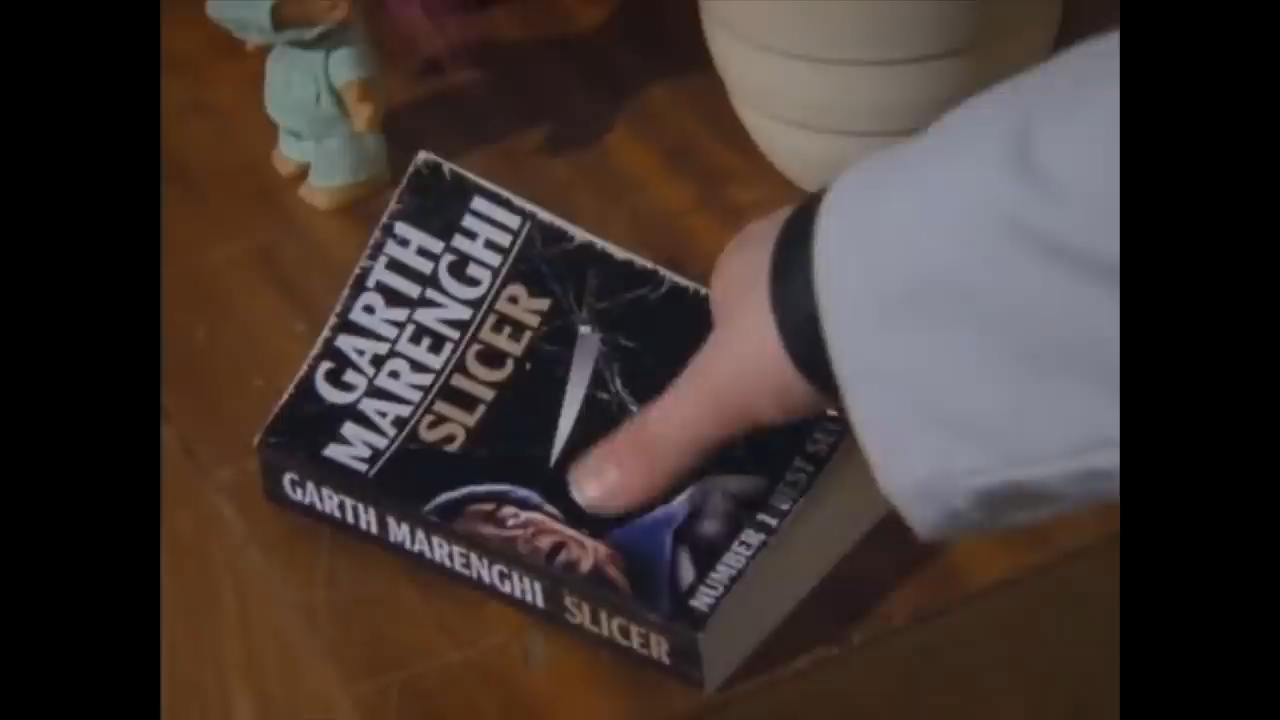 GARTH
MARENGHI
SLICER
NUMBER 1 BEST
GARTH MARENGHI SLICER